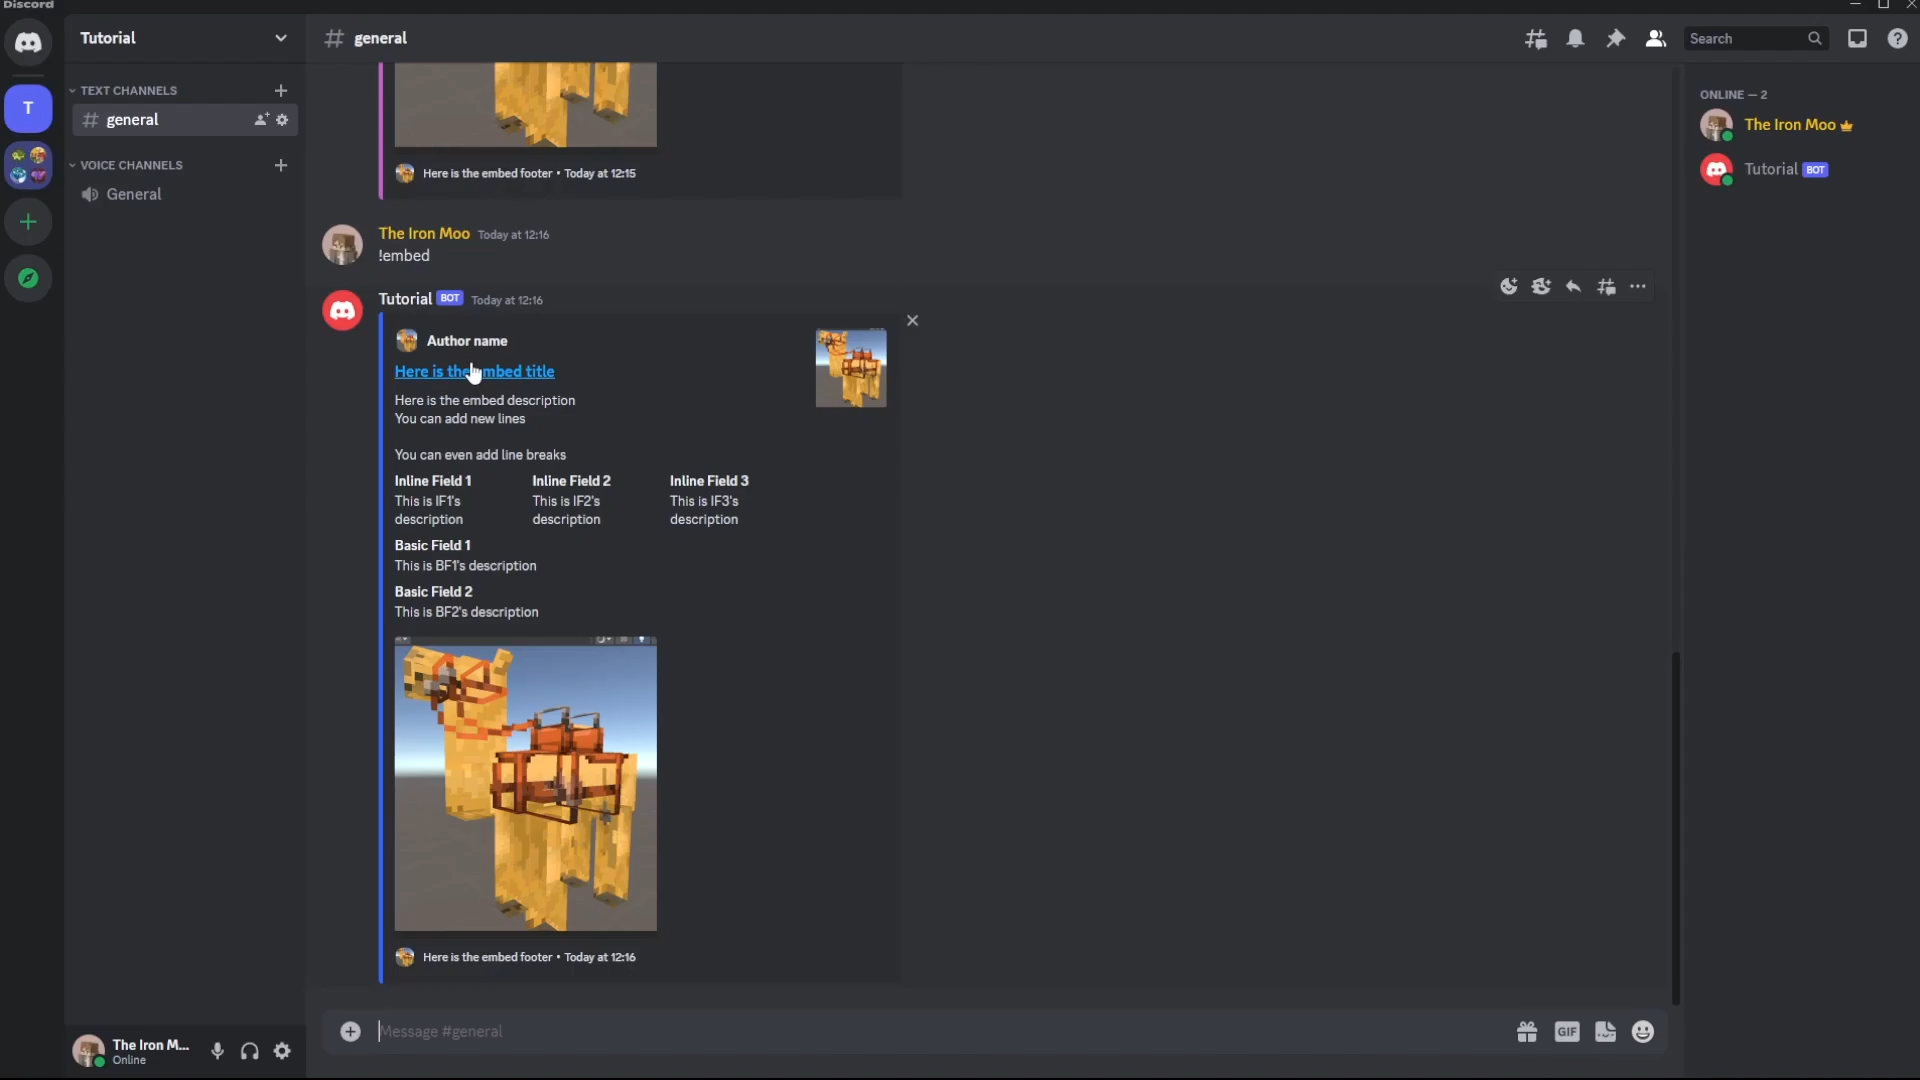 Discord
Tutorial
# general
Search
TEXT CHANNELS
general
VOICE CHANNELS
General
T
Here is the embed footer • Today at 12:15
The Iron Moo Today at 12:16
!embed
Tutorial BOT Today at 12:16
Author name
Here is the embed title
Here is the embed description
You can add new lines
You can even add line breaks
Inline Field 1 Inline Field 2 Inline Field 3
This is IF1's This is IF2's This is IF3's
description description description
Basic Field 1
This is BF1's description
Basic Field 2
This is BF2's description
Here is the embed footer • Today at 12:16
Message #general
GIF
The Iron M...
Online
ONLINE — 2
The Iron Moo
Tutorial BOT